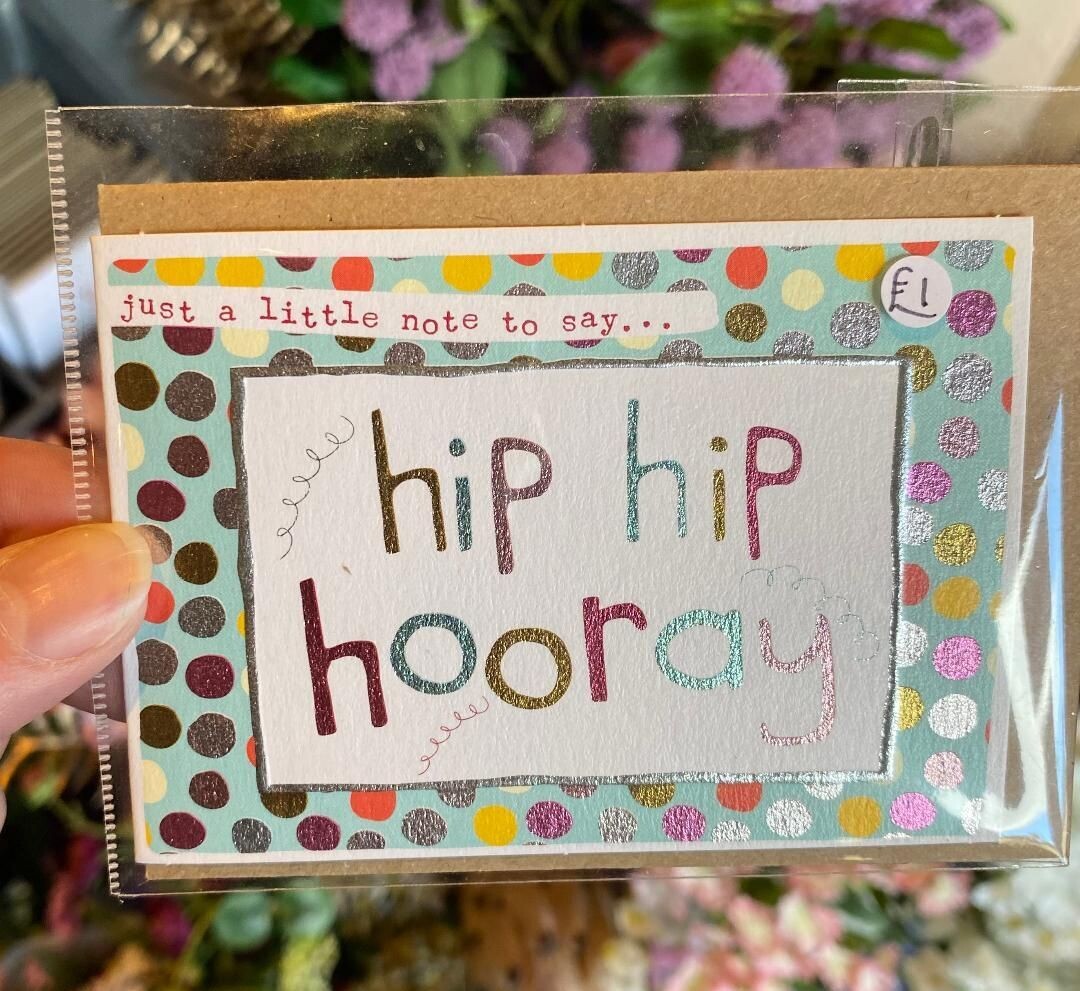 just a little note to say...
£1
hip hip
hooray